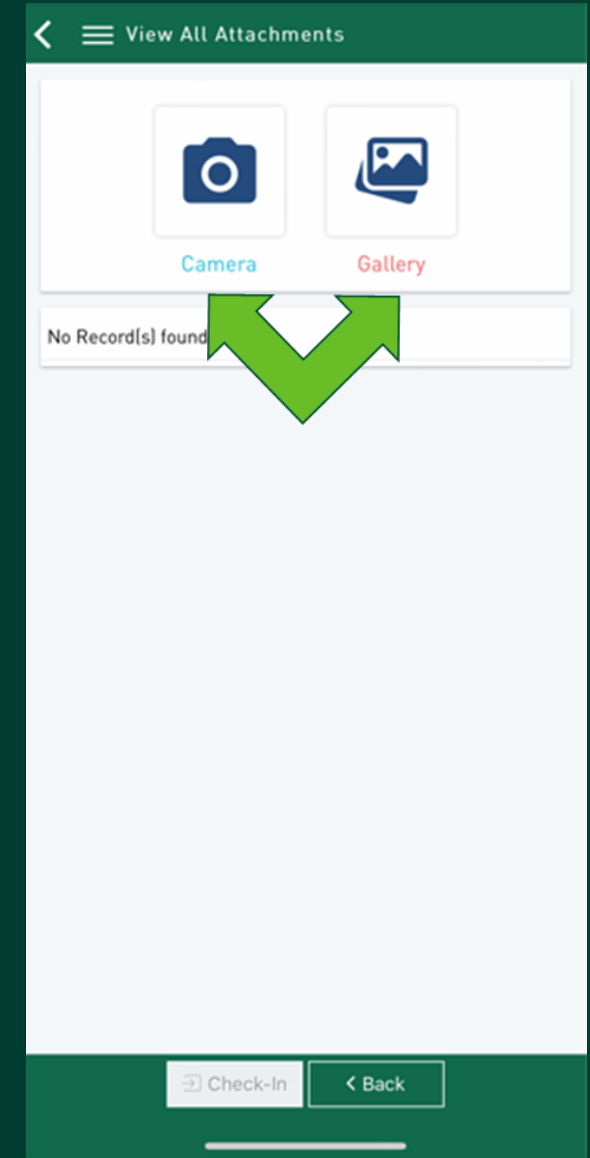 View All Attachments
Camera Gallery
No Record(s) found
Check-In < Back